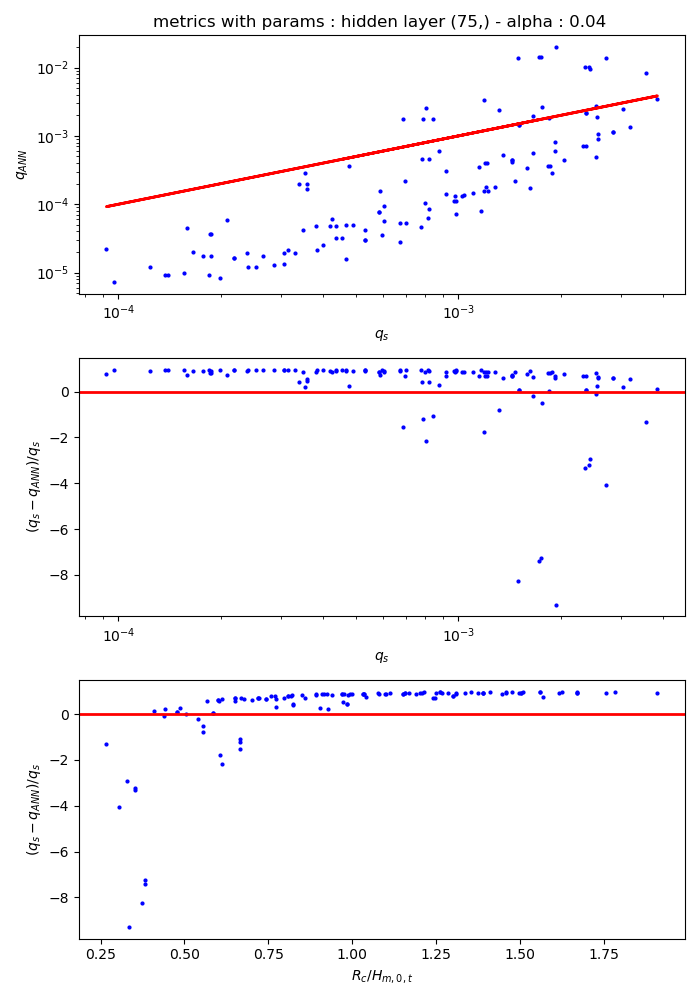 metrics with params : hidden layer (75,) - alpha : 0.04
10⁻²
10⁻³
10⁻⁴
10⁻⁵
q_ANN
10⁻⁴ 10⁻³
q_s
0
−2
−4
−6
−8
(q_s − q_ANN)/q_s
10⁻⁴ 10⁻³
q_s
0
−2
−4
−6
−8
(q_s − q_ANN)/q_s
0.25 0.50 0.75 1.00 1.25 1.50 1.75
R_c/H_m,0,t